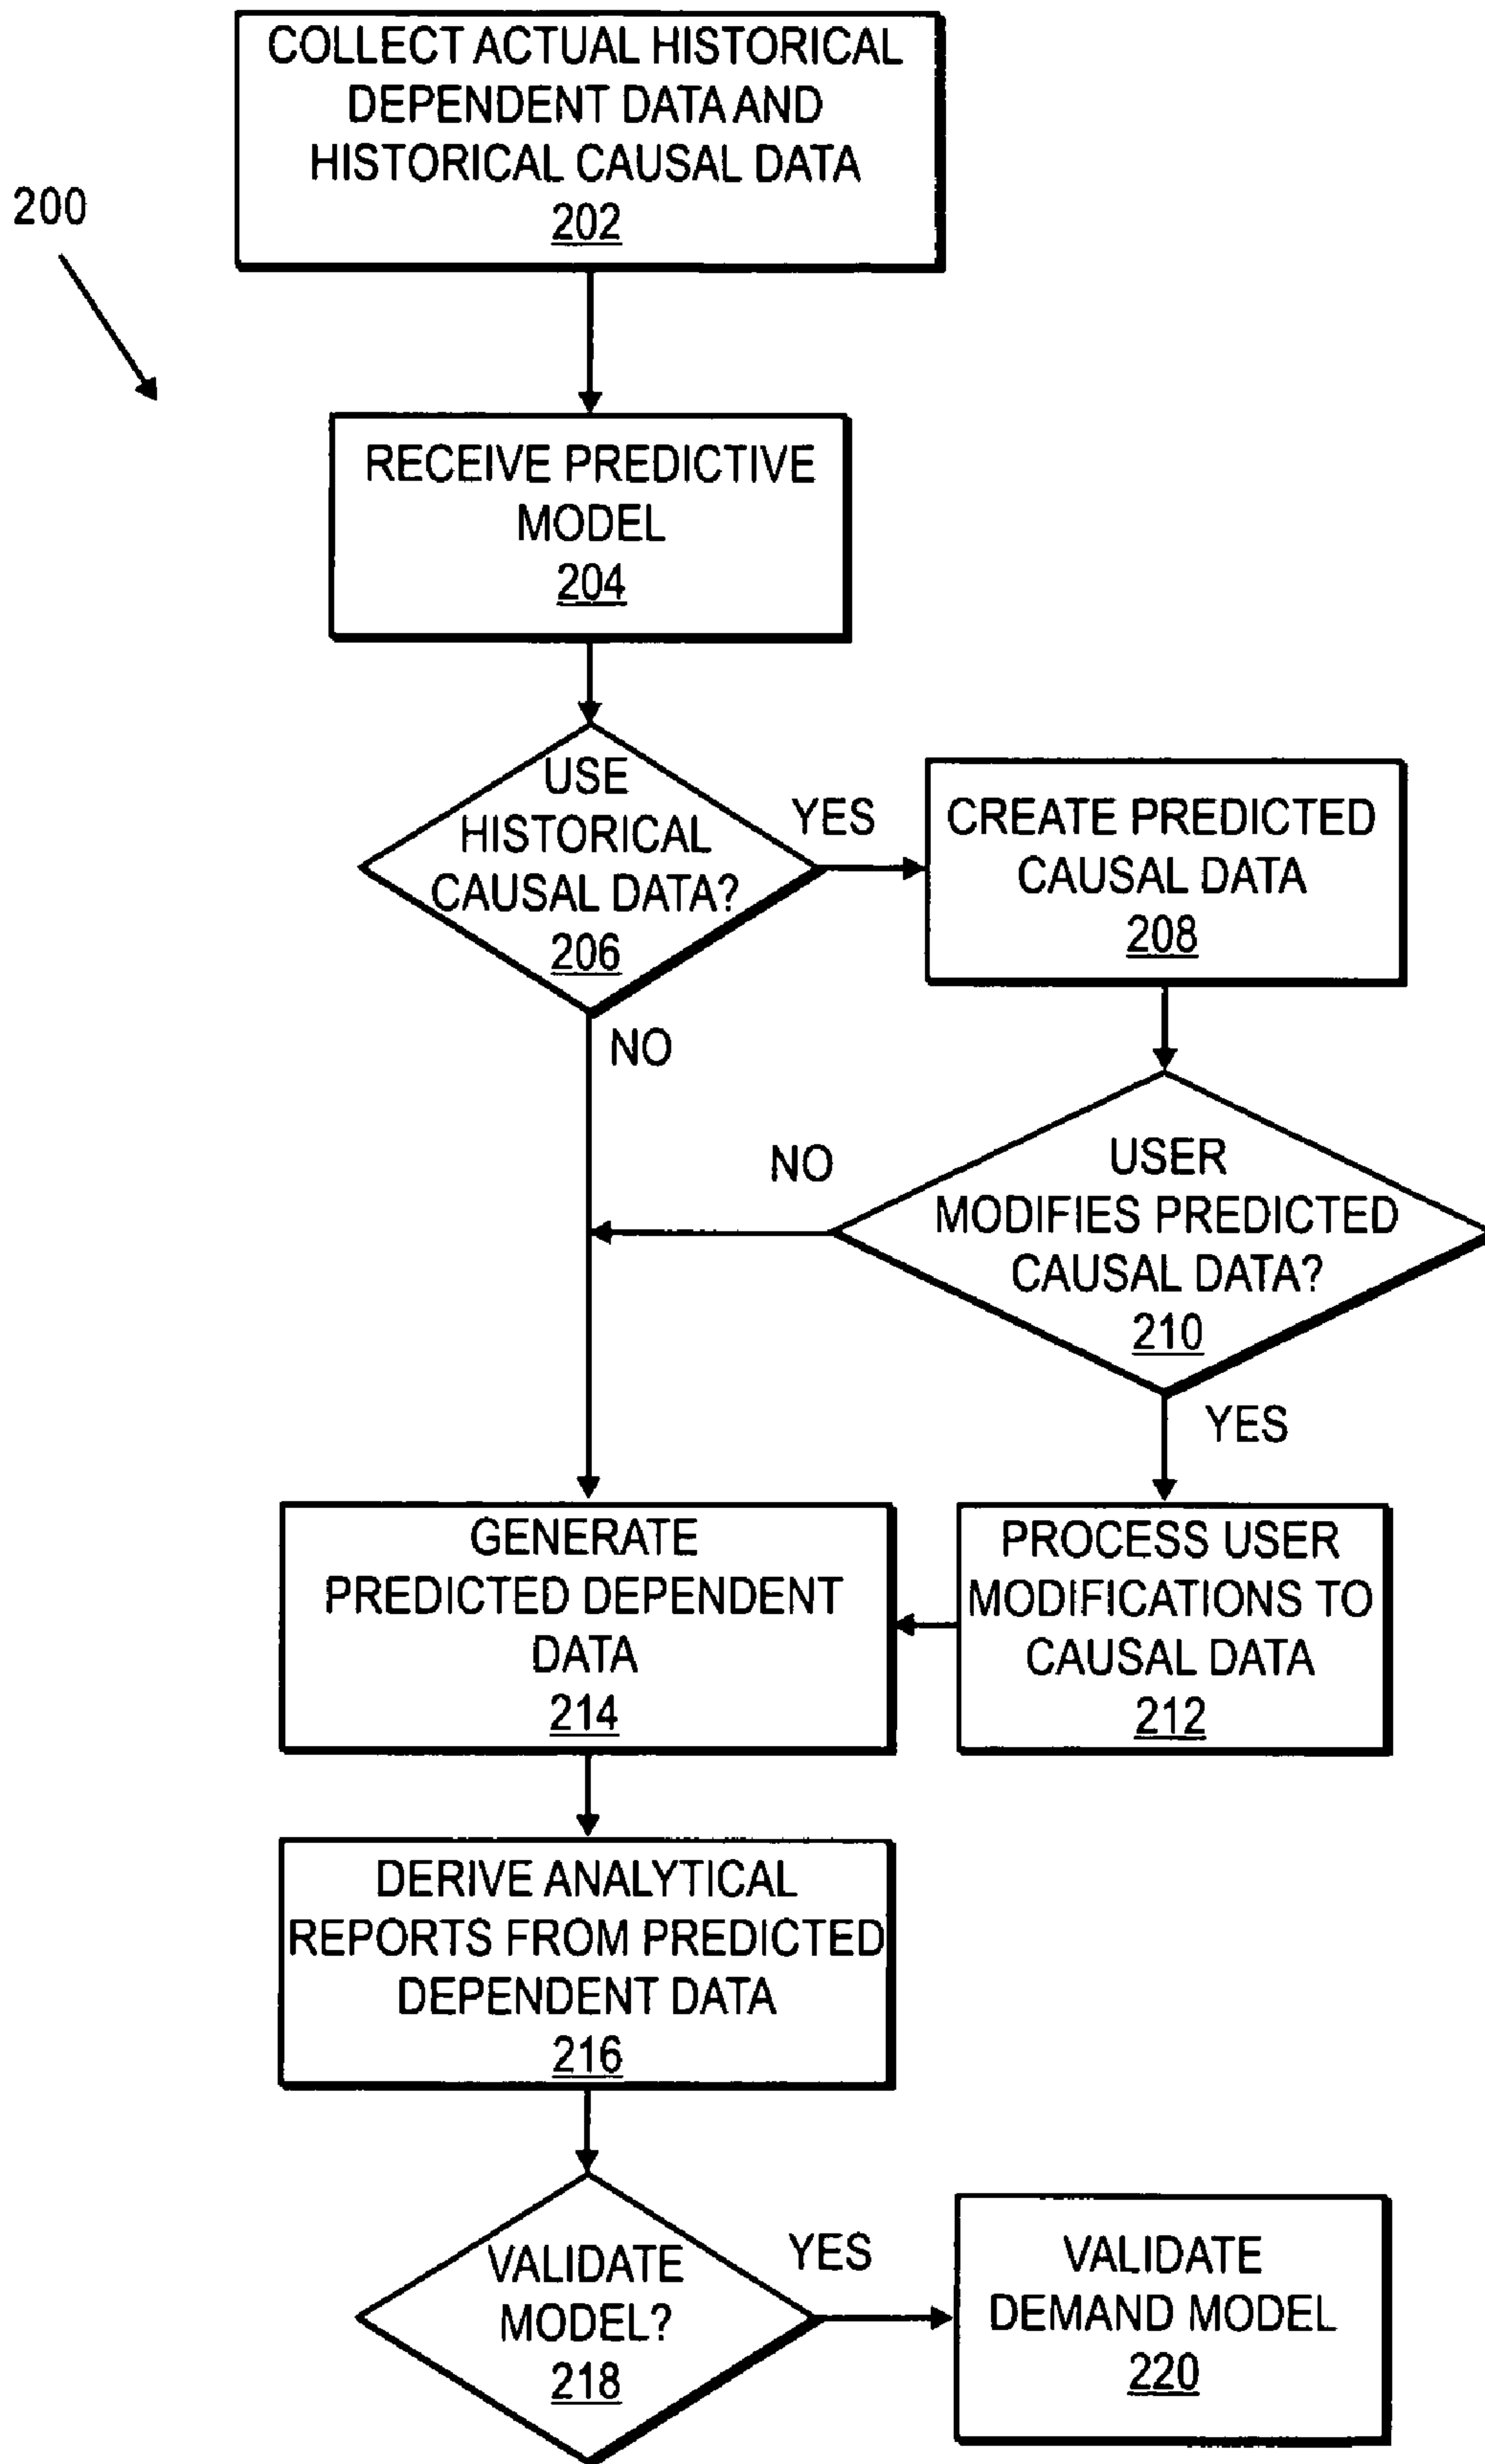 COLLECT ACTUAL HISTORICAL
DEPENDENT DATA AND
HISTORICAL CAUSAL DATA
202
200
RECEIVE PREDICTIVE
MODEL
204
USE
HISTORICAL
CAUSAL DATA?
206
YES
NO
CREATE PREDICTED
CAUSAL DATA
208
USER
MODIFIES PREDICTED
CAUSAL DATA?
210
NO
YES
PROCESS USER
MODIFICATIONS TO
CAUSAL DATA
212
GENERATE
PREDICTED DEPENDENT
DATA
214
DERIVE ANALYTICAL
REPORTS FROM PREDICTED
DEPENDENT DATA
216
VALIDATE
MODEL?
218
YES
VALIDATE
DEMAND MODEL
220